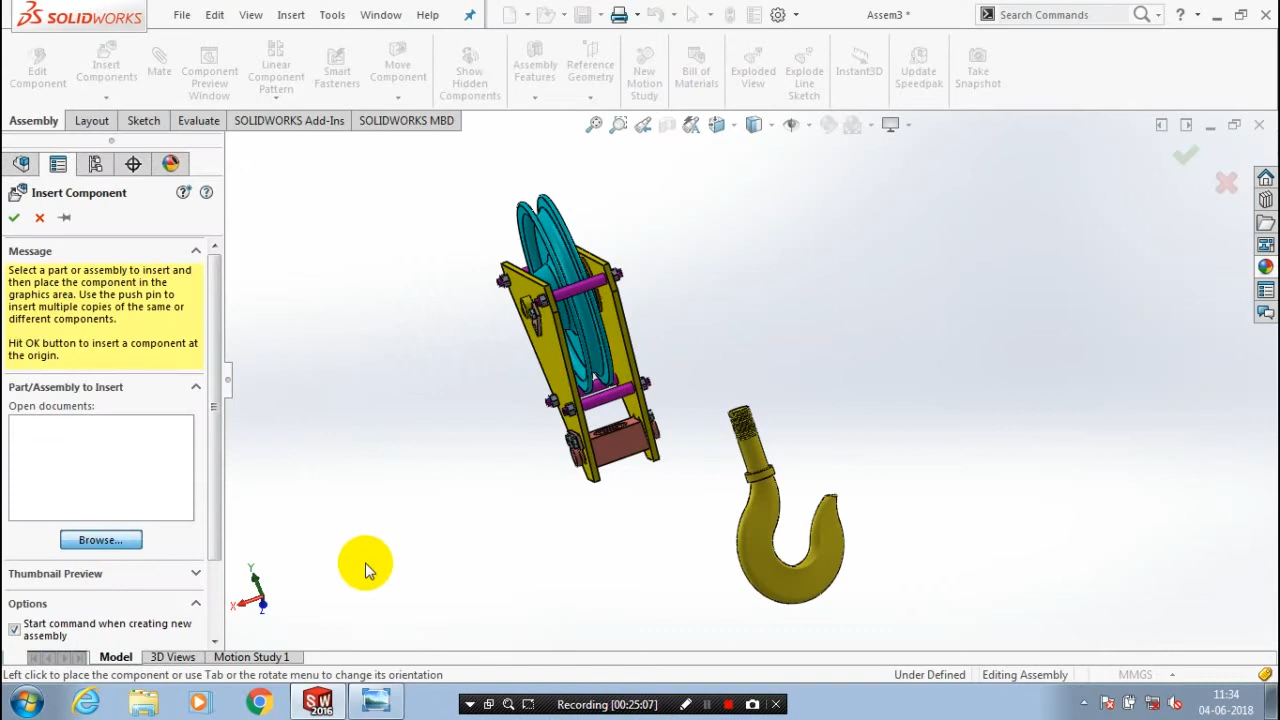 SOLIDWORKS
File Edit View Insert Tools Window Help
Assem3 *
Search Commands
Edit Component
Insert Components
Mate
Component Preview Window
Linear Component Pattern
Smart Fasteners
Move Component
Show Hidden Components
Assembly Features
Reference Geometry
New Motion Study
Bill of Materials
Exploded View
Explode Line Sketch
Instant3D
Update Speedpak
Take Snapshot
Assembly Layout Sketch Evaluate SOLIDWORKS Add-Ins SOLIDWORKS MBD
Insert Component
Message
Select a part or assembly to insert and
then place the component in the
graphics area. Use the push pin to
insert multiple copies of the same or
different components.
Hit OK button to insert a component at
the origin.
Part/Assembly to Insert
Open documents:
Browse...
Thumbnail Preview
Options
Start command when creating new
assembly
Y
X
Z
Model 3D Views Motion Study 1
Left click to place the component or use Tab or the rotate menu to change its orientation
Under Defined Editing Assembly MMGS
SW
2016
Recording [00:25:07]
11:34
04-06-2018